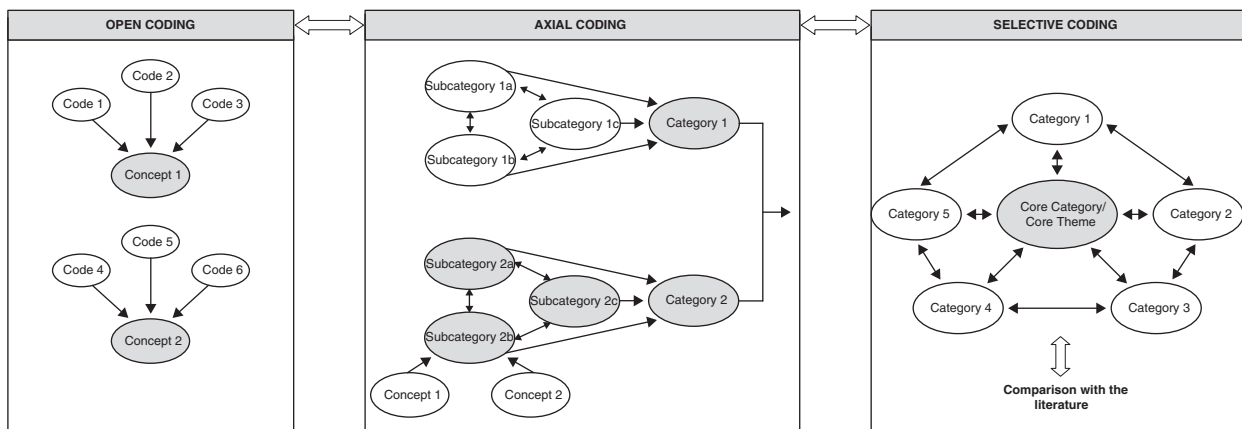 OPEN CODING
Code 2
Code 1
Code 3
Concept 1
Code 5
Code 4
Code 6
Concept 2
AXIAL CODING
Subcategory 1a
Subcategory 1c
Category 1
Subcategory 1b
Subcategory 2a
Subcategory 2c
Category 2
Subcategory 2b
Concept 1
Concept 2
SELECTIVE CODING
Category 1
Category 5
Core Category/
Core Theme
Category 2
Category 4
Category 3
Comparison with the
literature